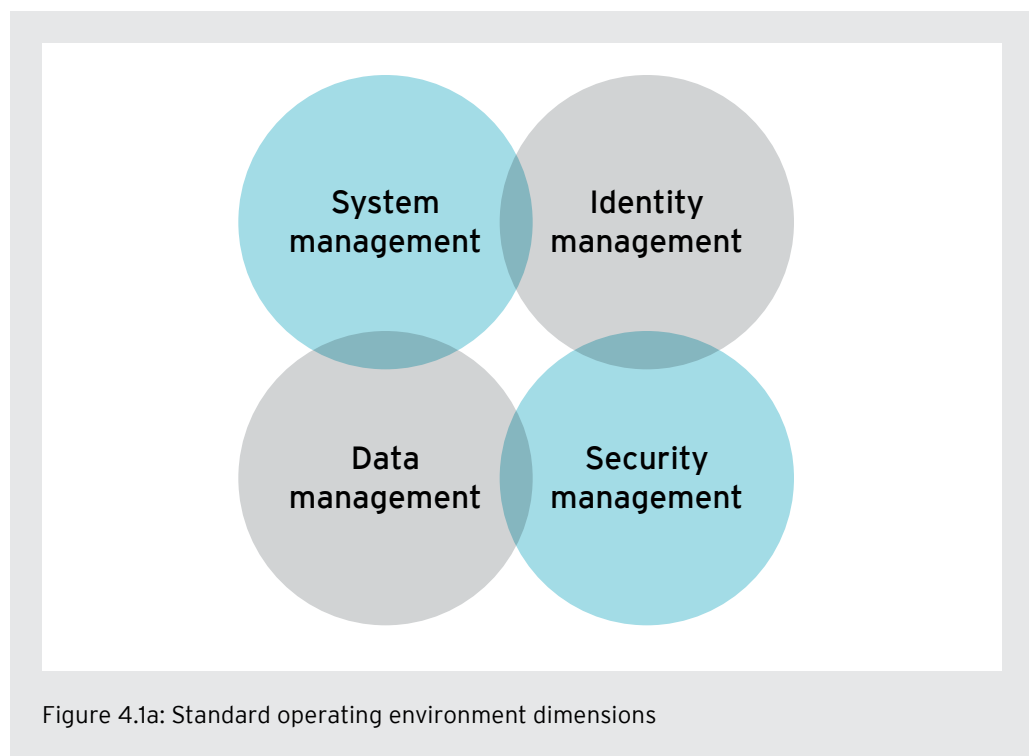 System
management
Identity
management
Data
management
Security
management
Figure 4.1a: Standard operating environment dimensions